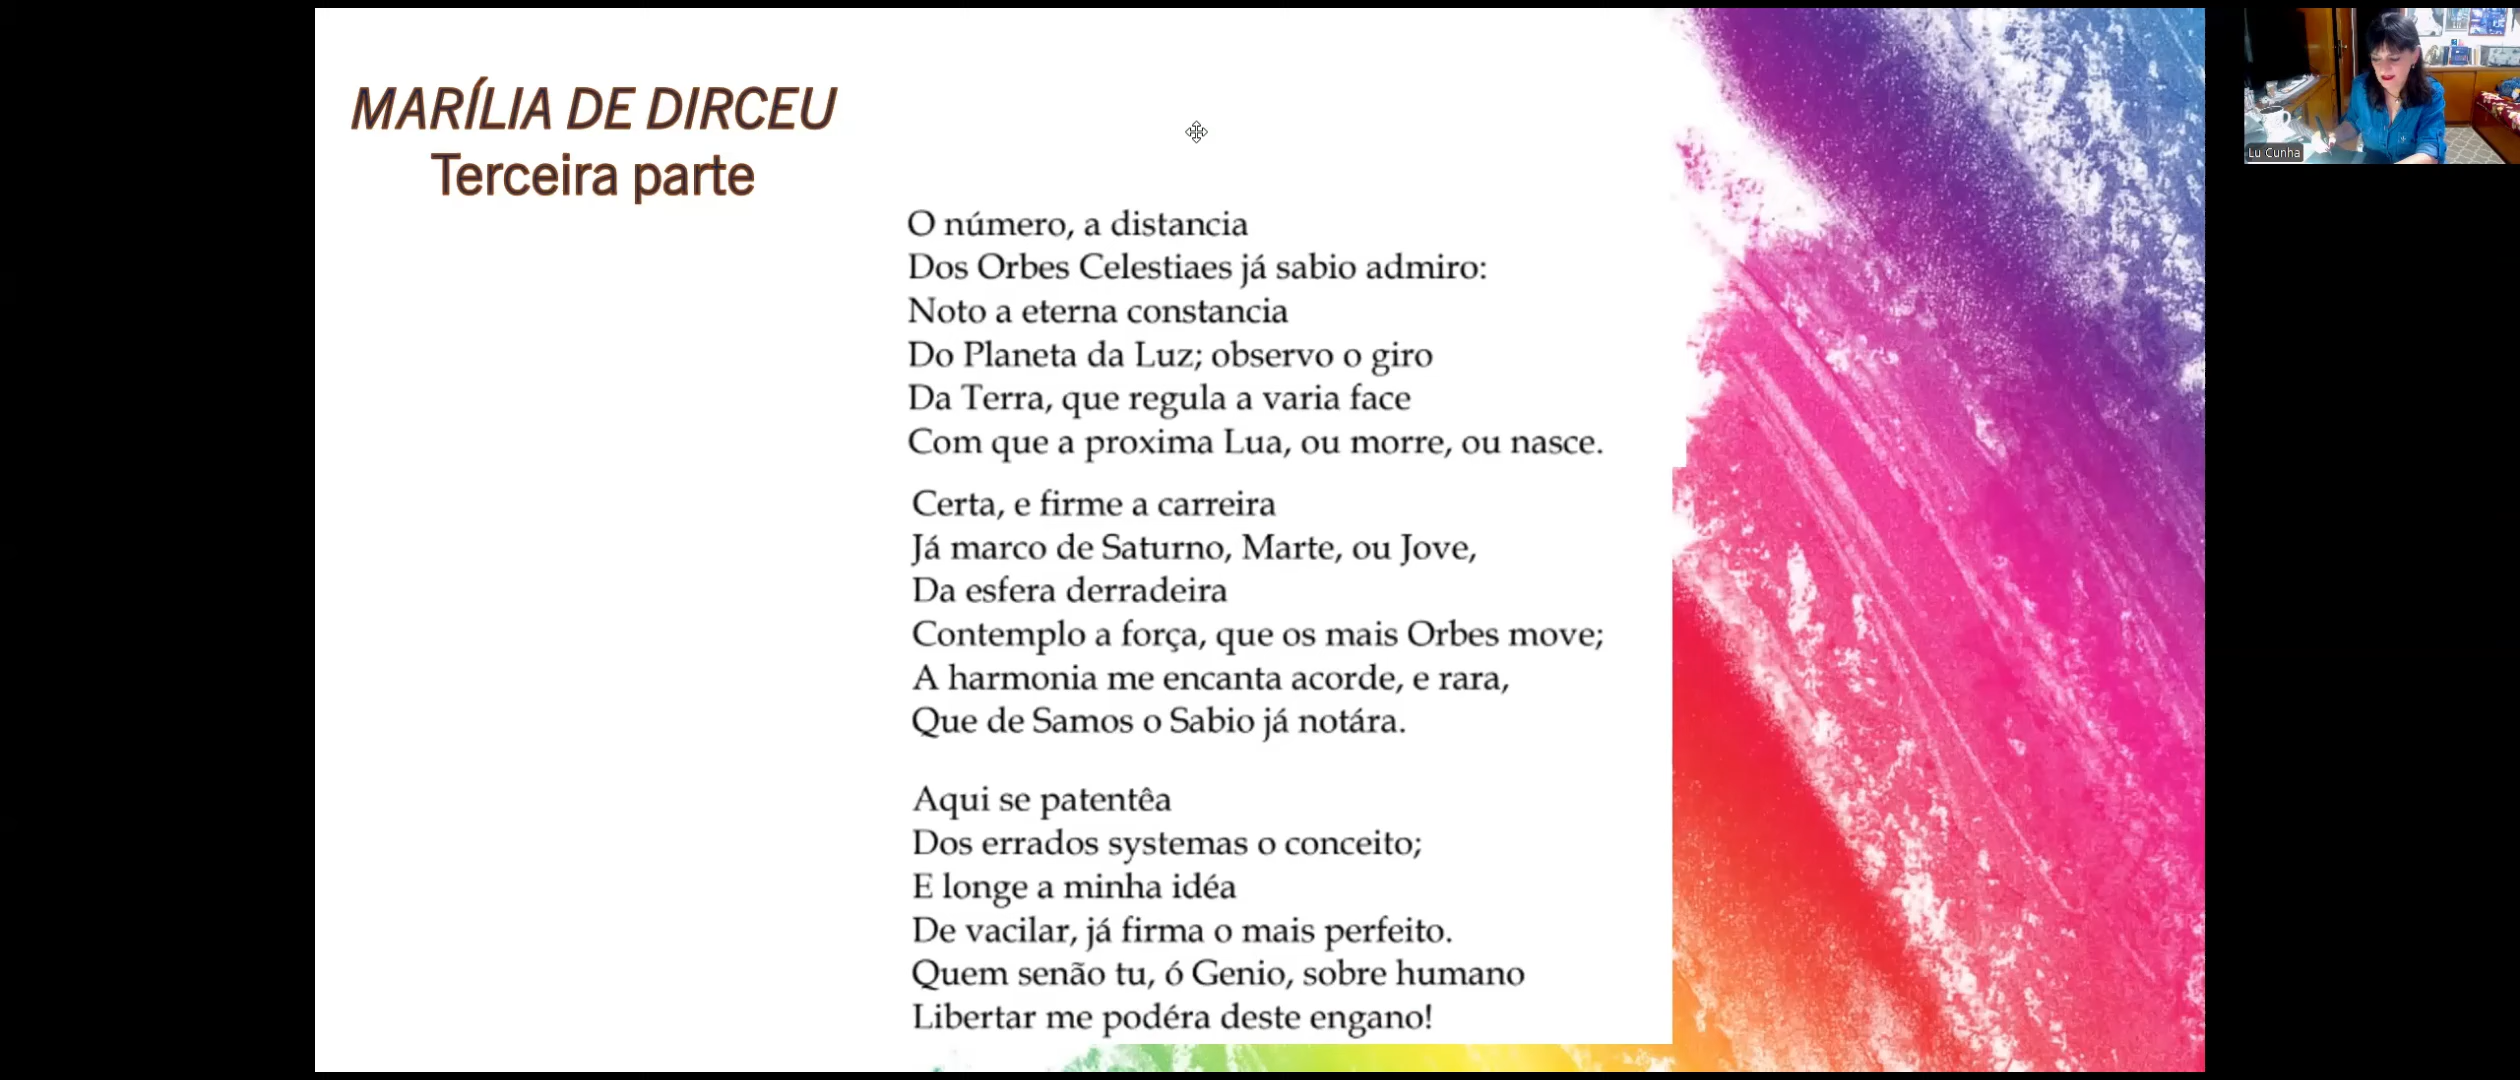 MARÍLIA DE DIRCEU
Terceira parte
O número, a distancia
Dos Orbes Celestiaes já sabio admiro:
Noto a eterna constancia
Do Planeta da Luz; observo o giro
Da Terra, que regula a varia face
Com que a proxima Lua, ou morre, ou nasce.
Certa, e firme a carreira
Já marco de Saturno, Marte, ou Jove,
Da esfera derradeira
Contemplo a força, que os mais Orbes move;
A harmonia me encanta acorde, e rara,
Que de Samos o Sabio já notára.
Aqui se patentêa
Dos errados systemas o conceito;
E longe a minha idéa
De vacilar, já firma o mais perfeito.
Quem senão tu, ó Genio, sobre humano
Libertar me podéra deste engano!
Lu Cunha